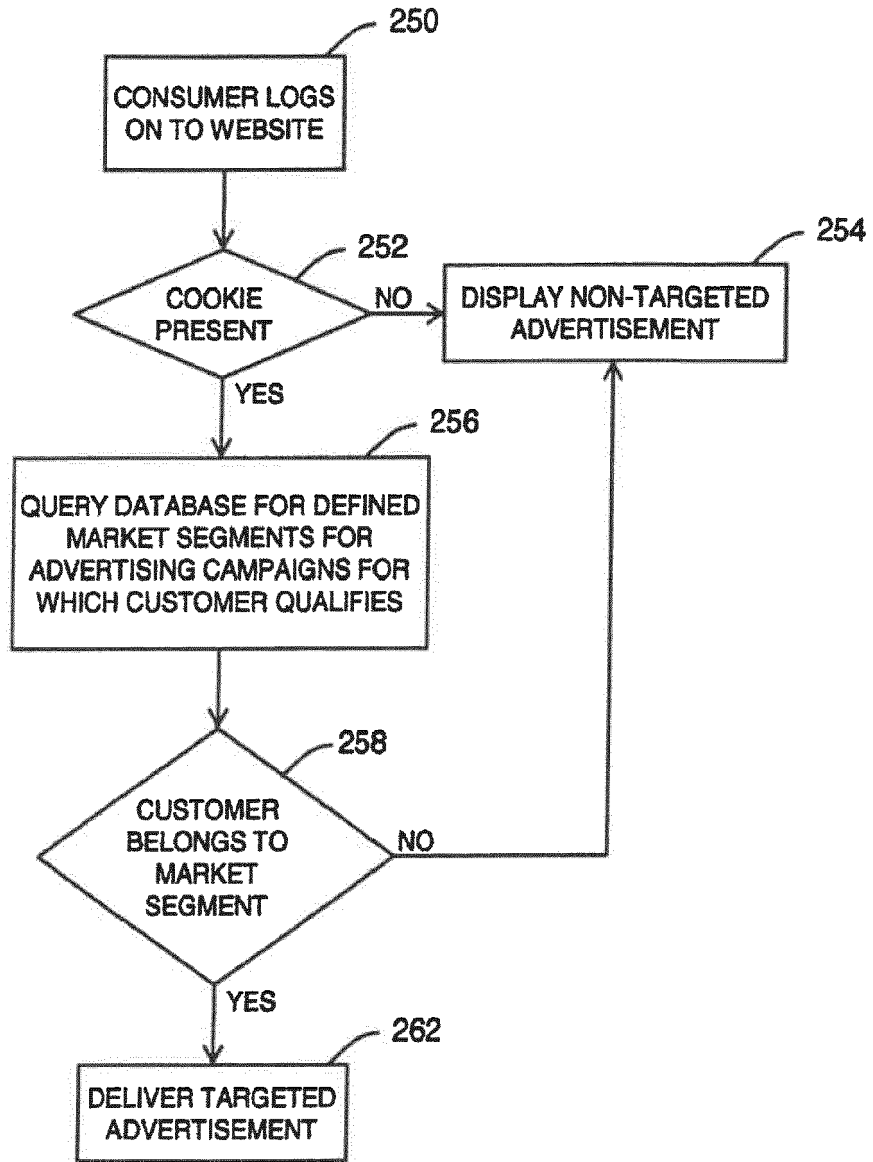 250
CONSUMER LOGS
ON TO WEBSITE
252
254
COOKIE
PRESENT
NO
DISPLAY NON-TARGETED
ADVERTISEMENT
YES
256
QUERY DATABASE FOR DEFINED
MARKET SEGMENTS FOR
ADVERTISING CAMPAIGNS FOR
WHICH CUSTOMER QUALIFIES
258
CUSTOMER
BELONGS TO
MARKET
SEGMENT
NO
YES
262
DELIVER TARGETED
ADVERTISEMENT